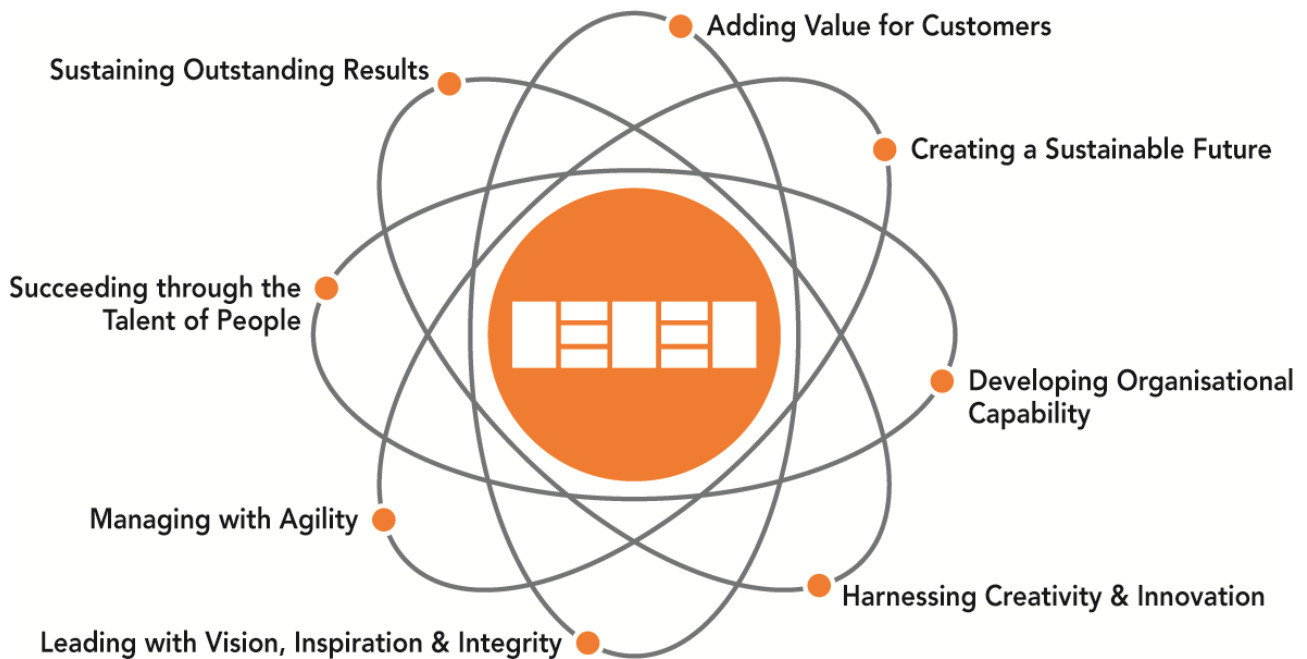 Adding Value for Customers
Sustaining Outstanding Results
Creating a Sustainable Future
Succeeding through the
Talent of People
Developing Organisational
Capability
Managing with Agility
Harnessing Creativity & Innovation
Leading with Vision, Inspiration & Integrity